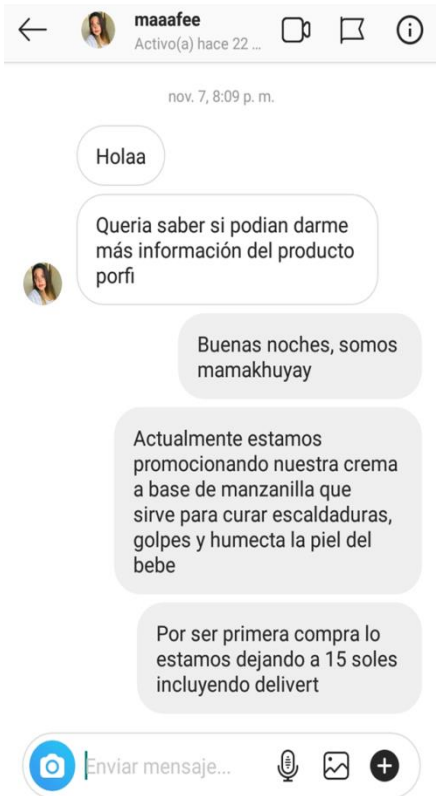 maaafee
Activo(a) hace 22 ...
nov. 7, 8:09 p. m.
Holaa
Queria saber si podian darme
más información del producto
porfi
Buenas noches, somos
mamakhuyay
Actualmente estamos
promocionando nuestra crema
a base de manzanilla que
sirve para curar escaldaduras,
golpes y humecta la piel del
bebe
Por ser primera compra lo
estamos dejando a 15 soles
incluyendo delivert
Enviar mensaje...